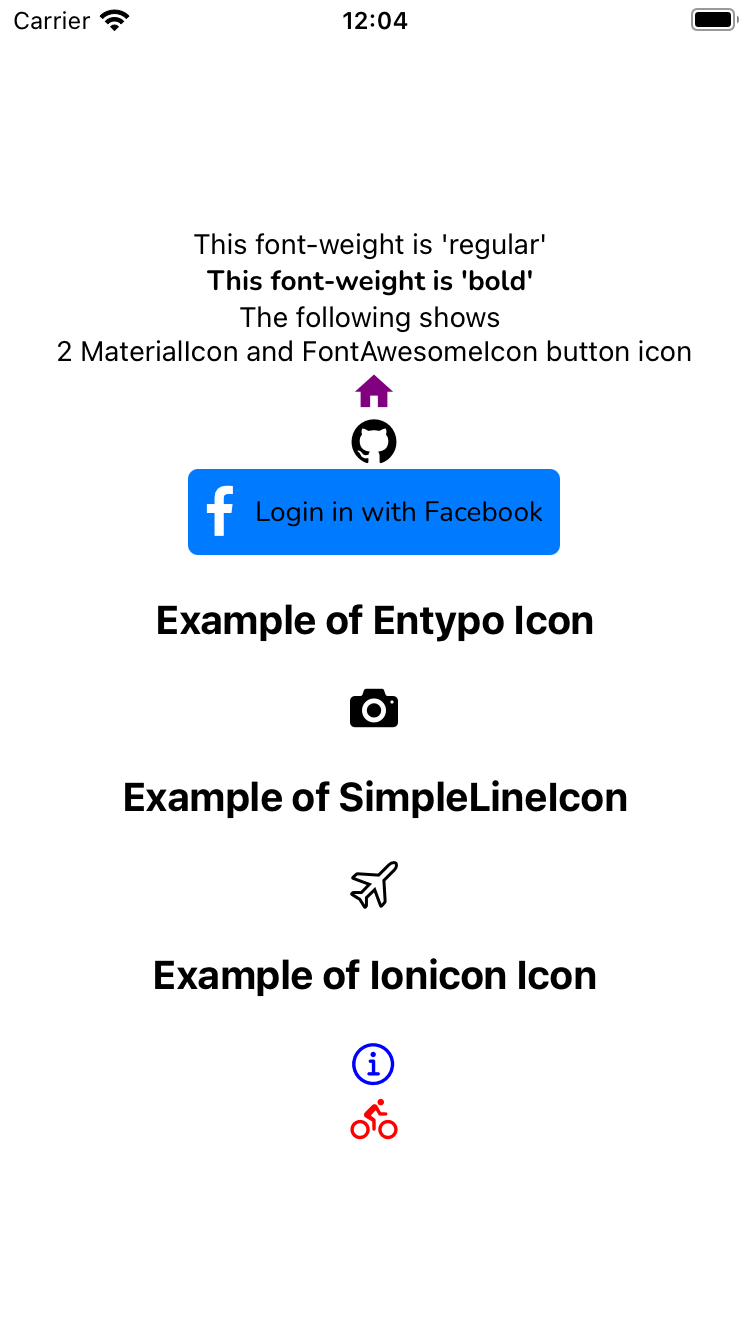 Carrier 12:04
This font-weight is 'regular'
This font-weight is 'bold'
The following shows
2 MaterialIcon and FontAwesomeIcon button icon
Login in with Facebook
Example of Entypo Icon
Example of SimpleLineIcon
Example of Ionicon Icon